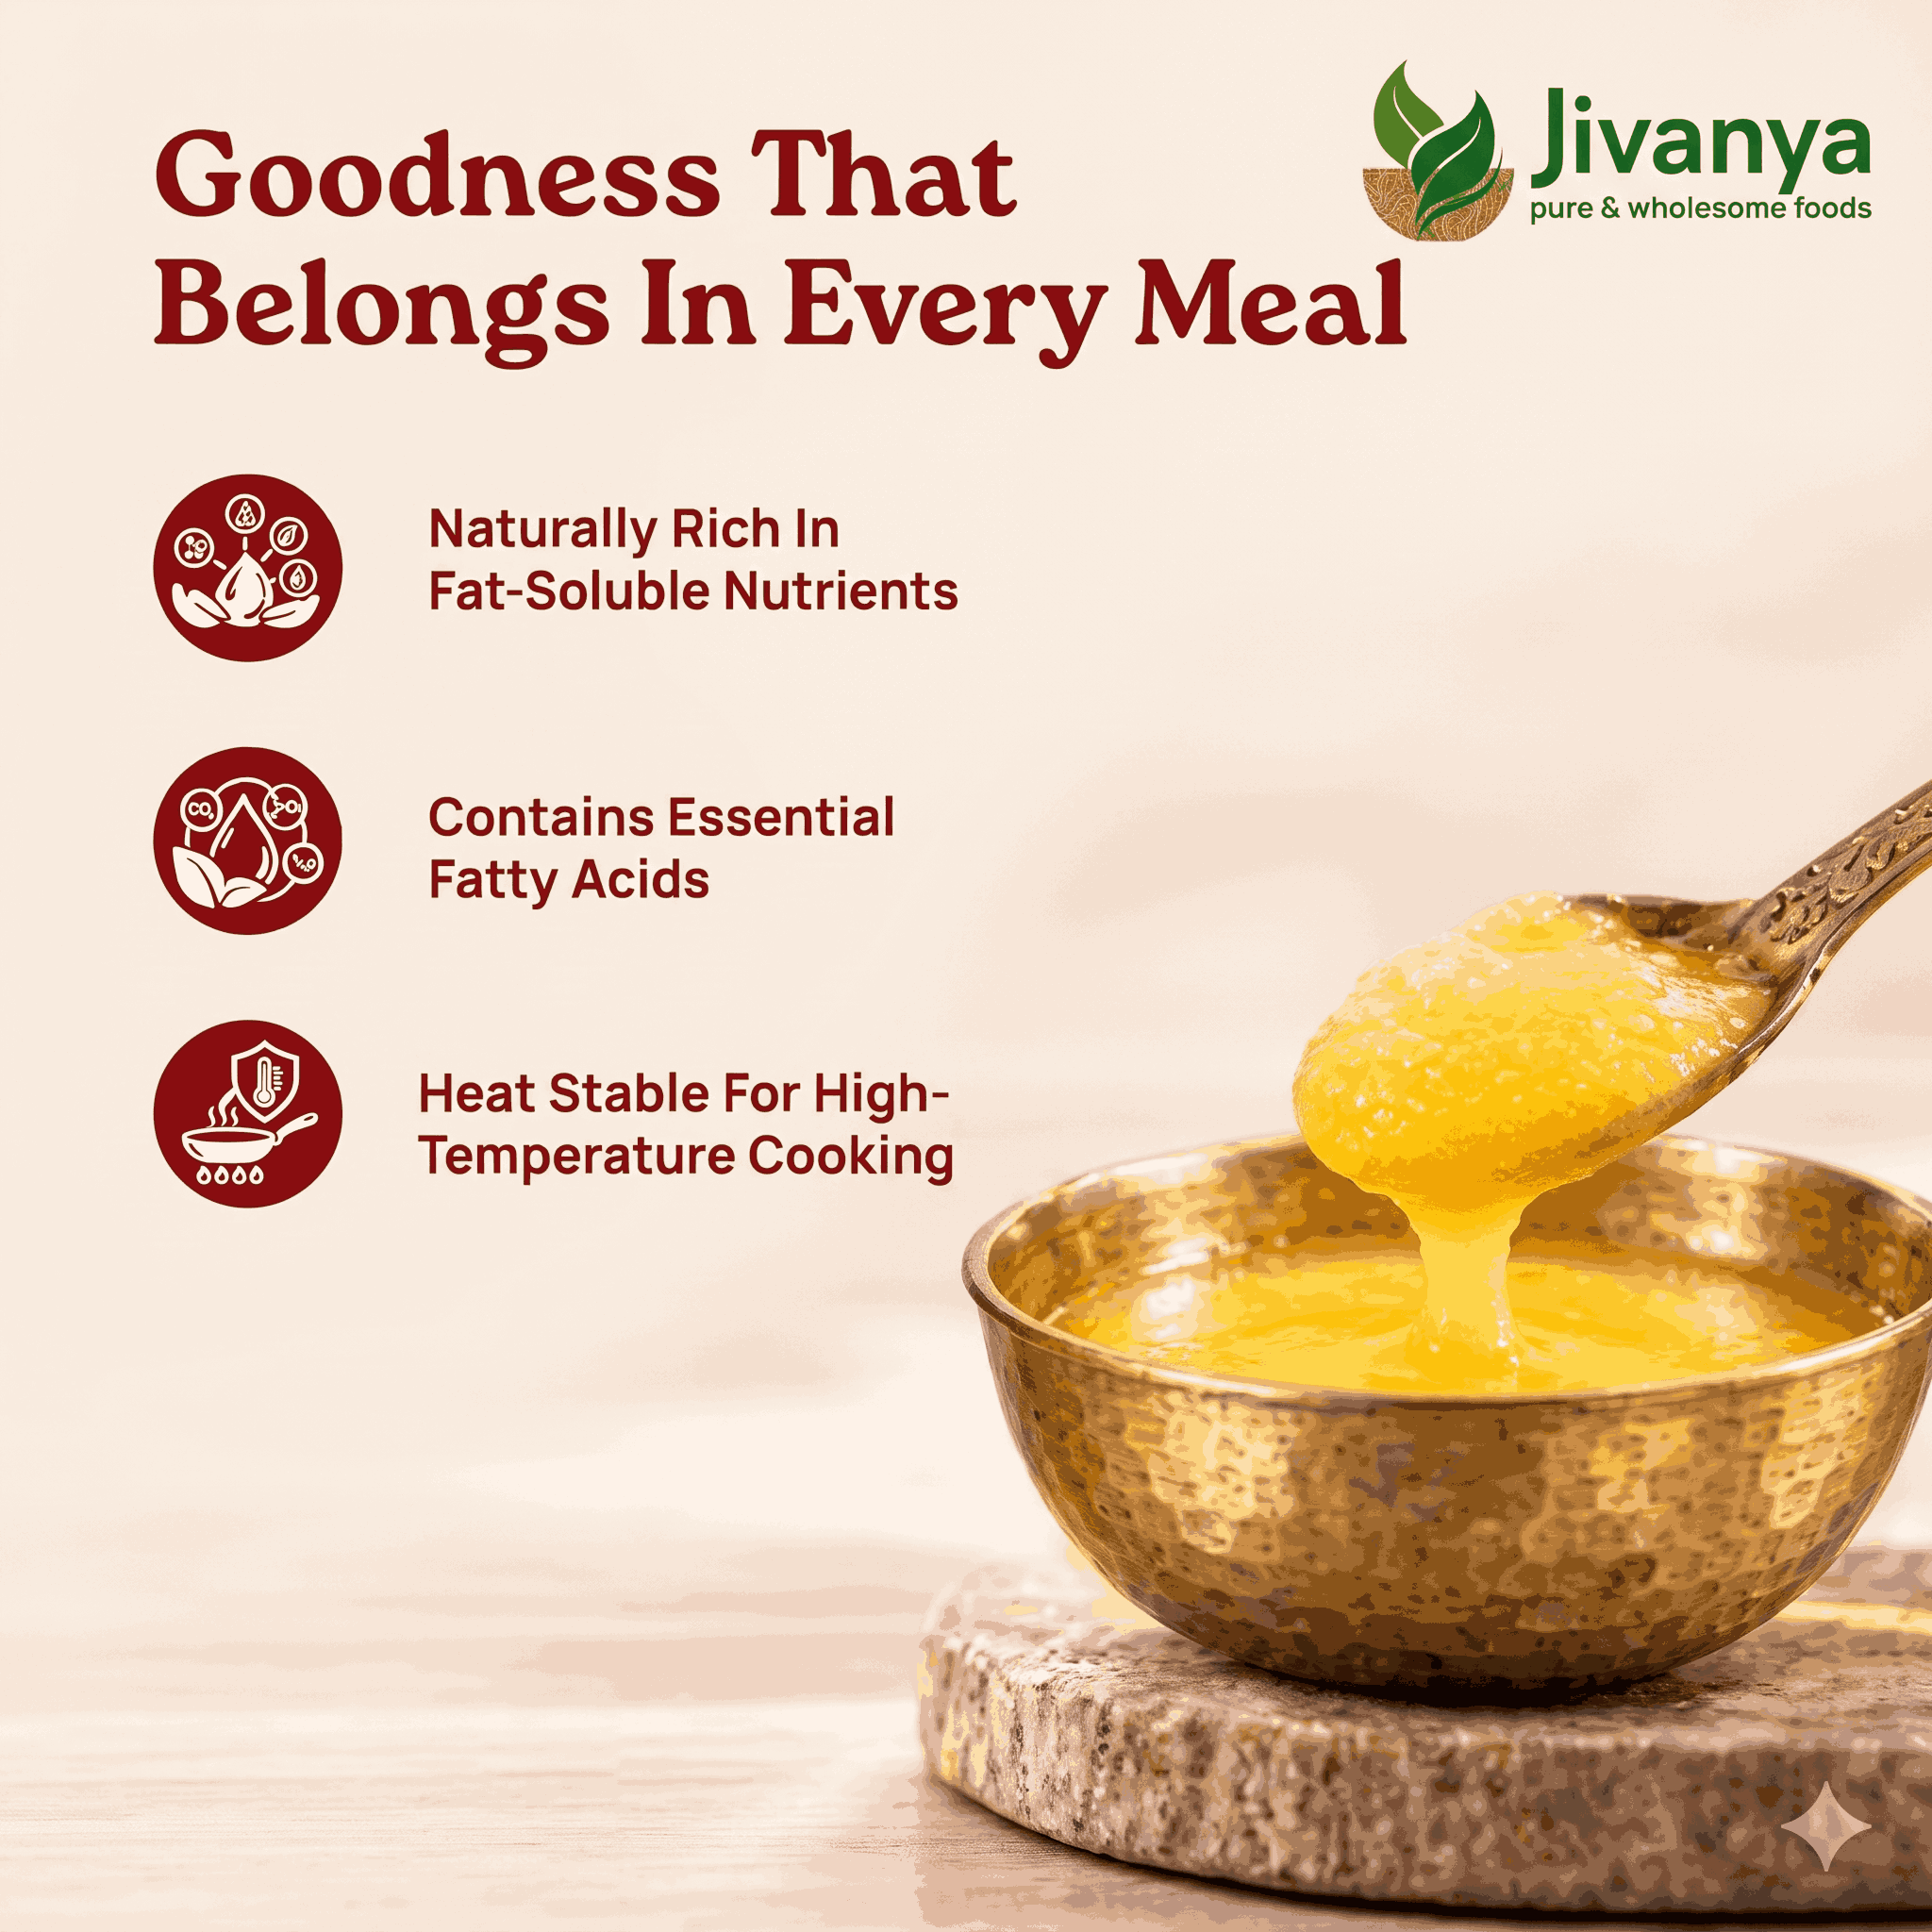 Goodness That
Belongs In Every Meal
Jivanya
pure & wholesome foods
Naturally Rich In
Fat-Soluble Nutrients
Contains Essential
Fatty Acids
Heat Stable For High-
Temperature Cooking